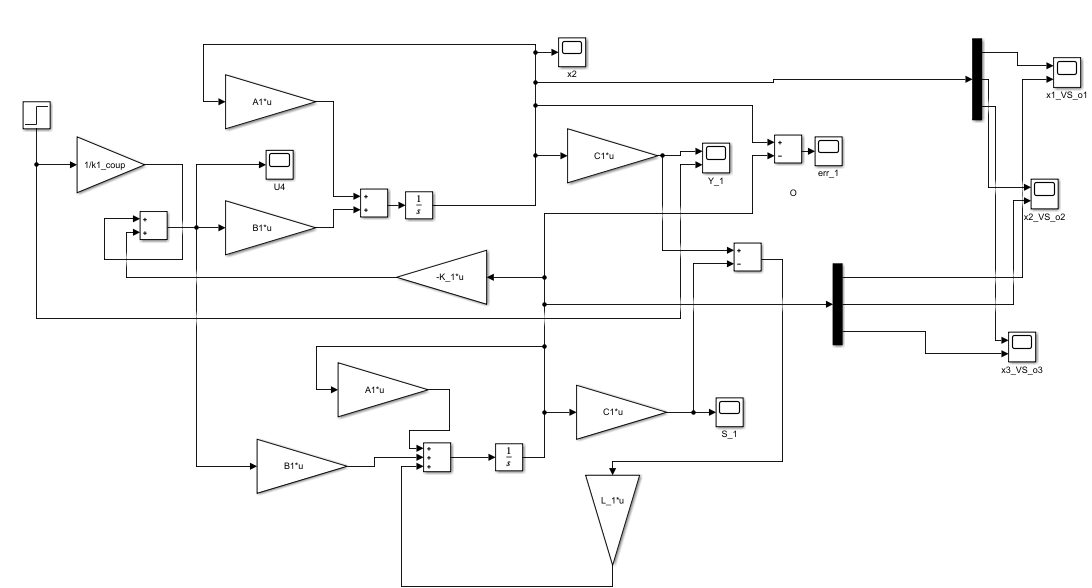 x2
A1*u
x1_VS_o1
1/k1_coup
C1*u
+
-
err_1
Y_1
U4
O
+
+
1
s
x2_VS_o2
+
+
B1*u
+
-
-K_1*u
x3_VS_o3
A1*u
C1*u
S_1
+
+
+
1
s
B1*u
L_1*u